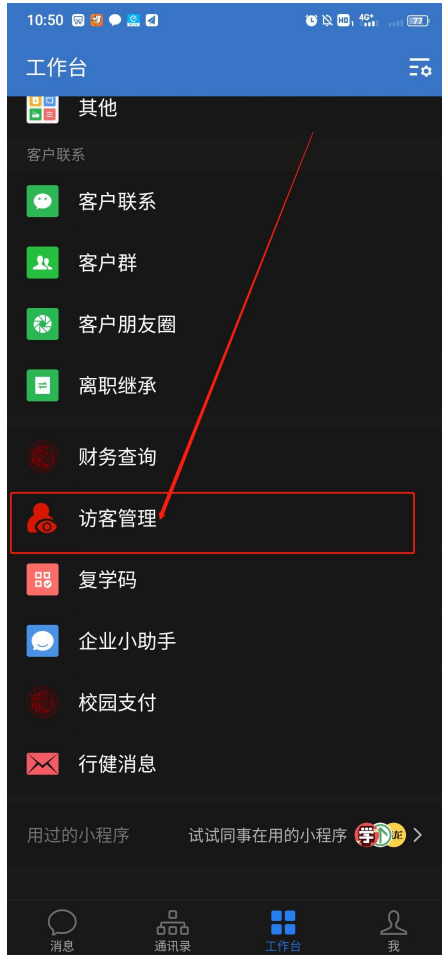 10:50
HD1 4G+ 77
工作台
其他
客户联系
客户联系
客户群
客户朋友圈
离职继承
财务查询
访客管理
复学码
企业小助手
校园支付
行健消息
用过的小程序 试试同事在用的小程序 学
消息 通讯录 工作台 我